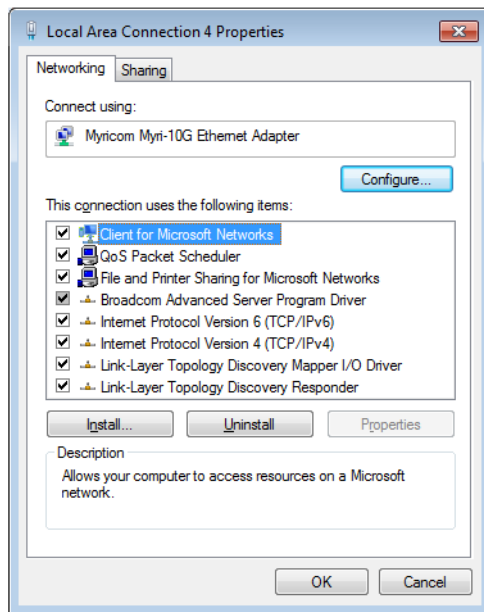 Local Area Connection 4 Properties
Networking
Sharing
Connect using:
Myricom Myri-10G Ethernet Adapter
Configure...
This connection uses the following items:
Client for Microsoft Networks
QoS Packet Scheduler
File and Printer Sharing for Microsoft Networks
Broadcom Advanced Server Program Driver
Internet Protocol Version 6 (TCP/IPv6)
Internet Protocol Version 4 (TCP/IPv4)
Link-Layer Topology Discovery Mapper I/O Driver
Link-Layer Topology Discovery Responder
Install...
Uninstall
Properties
Description
Allows your computer to access resources on a Microsoft
network.
OK
Cancel